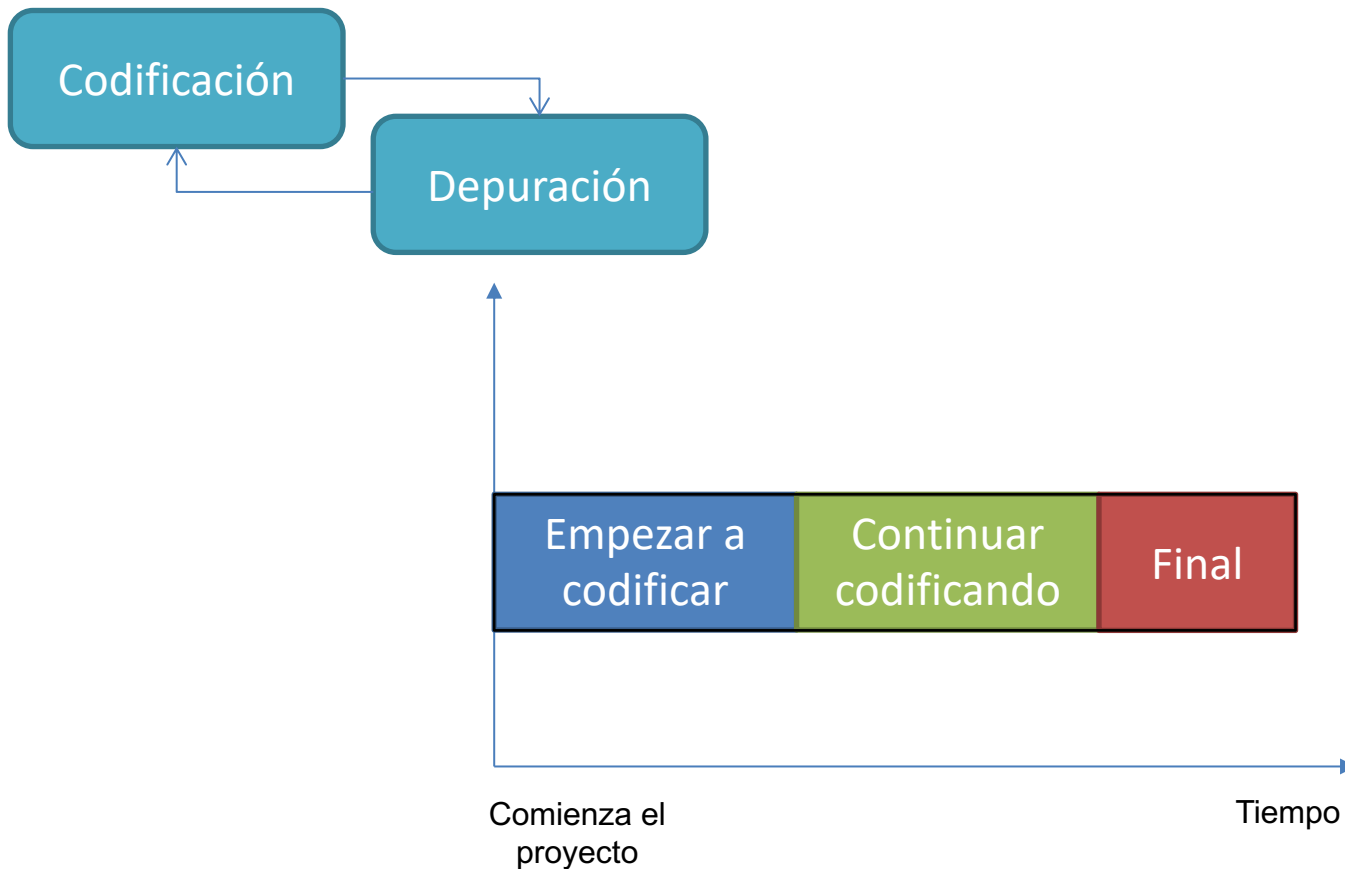 Codificación
Depuración
Empezar a
codificar
Continuar
codificando
Final
Comienza el
proyecto
Tiempo